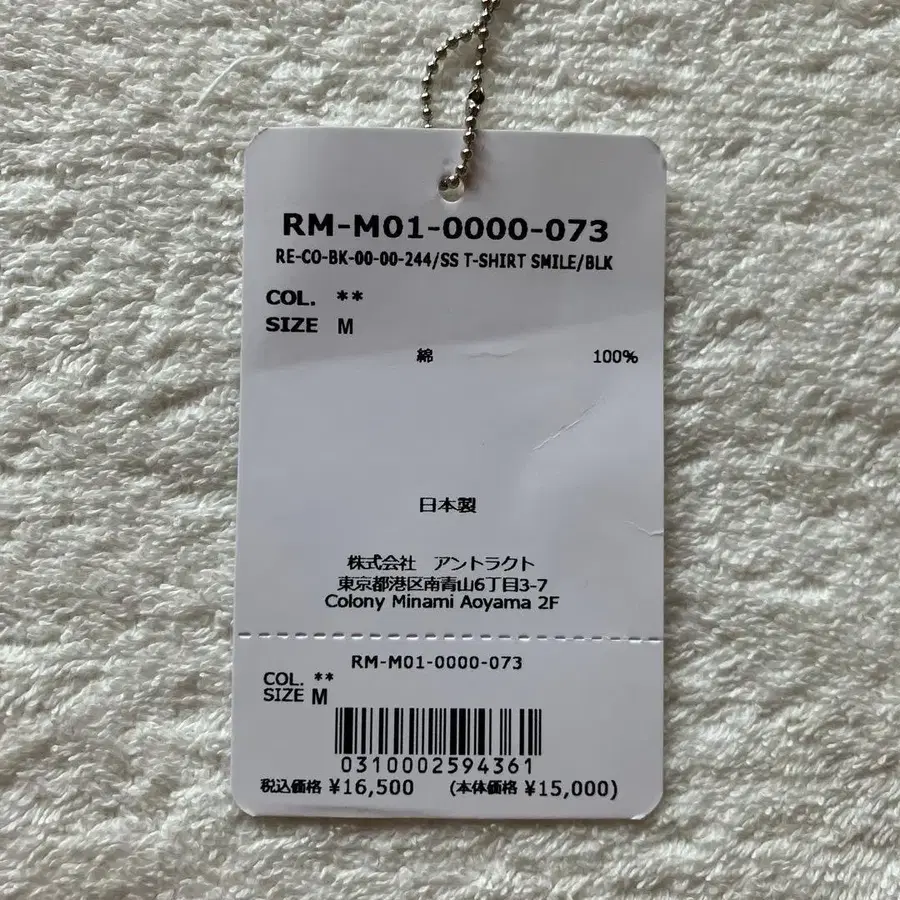 RM-M01-0000-073
RE-CO-BK-00-00-244/SS T-SHIRT SMILE/BLK
COL. **
SIZE M
綿 100%
日本製
株式会社 アントラクト
東京都港区南青山6丁目3-7
Colony Minami Aoyama 2F
RM-M01-0000-073
COL. **
SIZE M
0310002594361
税込価格 ¥16,500 (本体価格 ¥15,000)